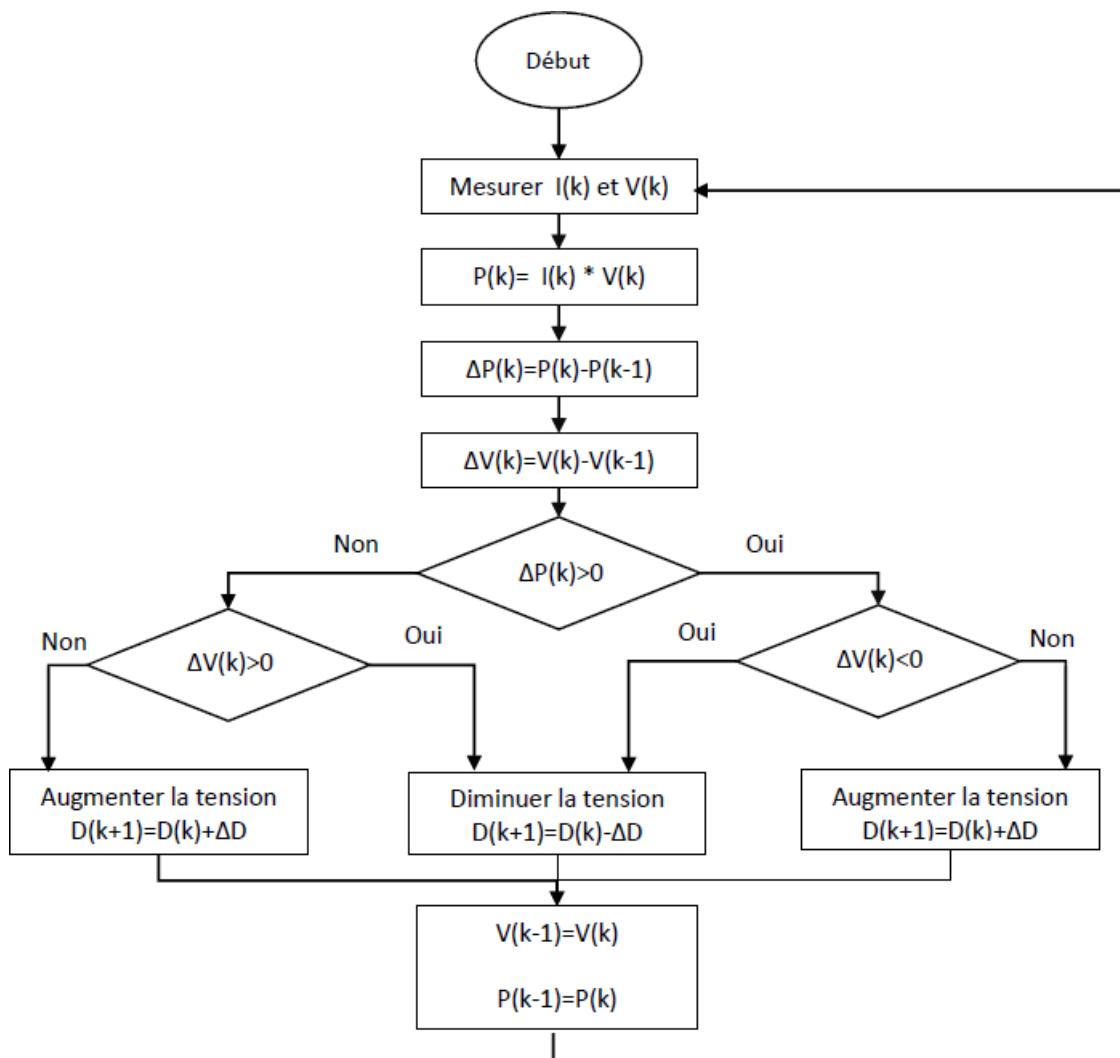 Début
Mesurer I(k) et V(k)
P(k)= I(k) * V(k)
ΔP(k)=P(k)-P(k-1)
ΔV(k)=V(k)-V(k-1)
Non
Oui
ΔP(k)>0
Non
Oui
Oui
Non
ΔV(k)>0
ΔV(k)<0
Augmenter la tension
D(k+1)=D(k)+ΔD
Diminuer la tension
D(k+1)=D(k)-ΔD
Augmenter la tension
D(k+1)=D(k)+ΔD
V(k-1)=V(k)
P(k-1)=P(k)